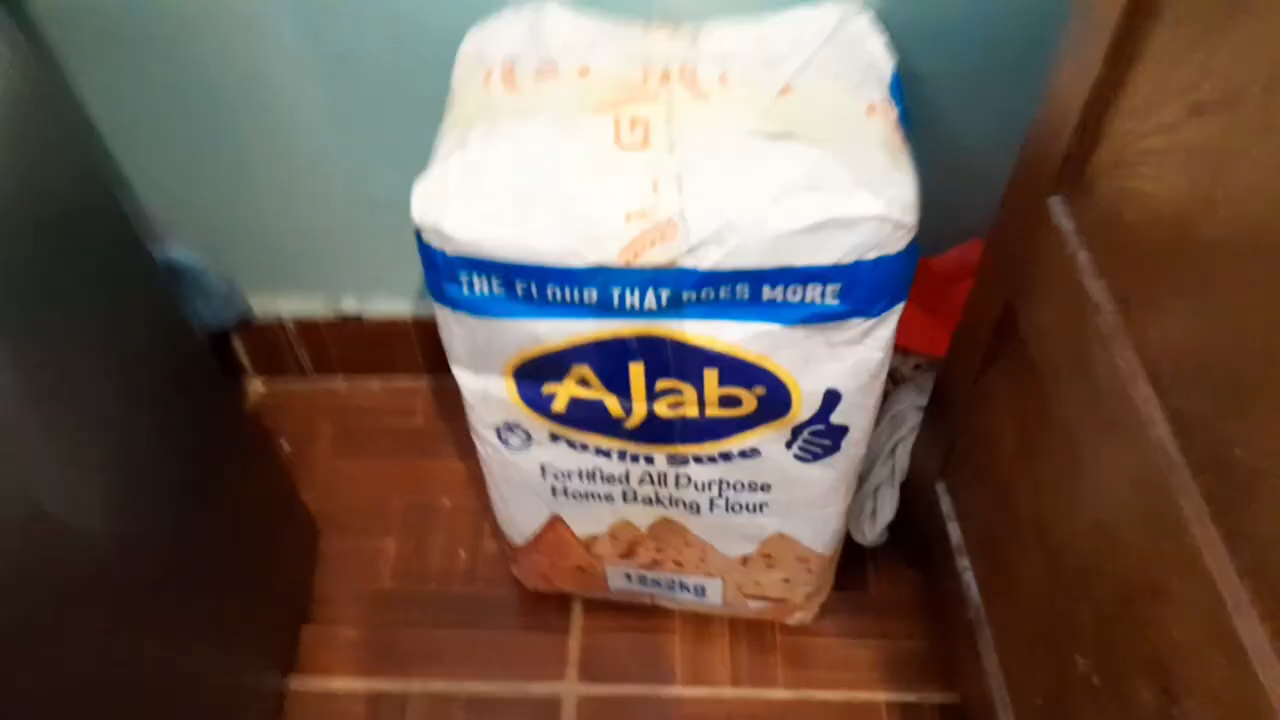 THE FLOUR THAT DOES MORE
AJab
Fortified All Purpose
Home Baking Flour
12x2kg